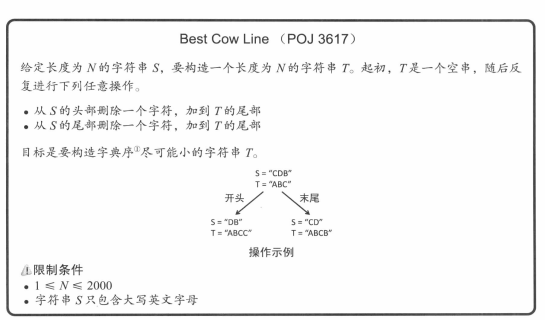 Best Cow Line （POJ 3617）
给定长度为 N 的字符串 S，要构造一个长度为 N 的字符串 T。起初，T 是一个空串，随后反
复进行下列任意操作。
• 从 S 的头部删除一个字符，加到 T 的尾部
• 从 S 的尾部删除一个字符，加到 T 的尾部
目标是要构造字典序①尽可能小的字符串 T。
S = "CDB"
T = "ABC"
开头 末尾
S = "DB" S = "CD"
T = "ABCC" T = "ABCB"
操作示例
限制条件
• 1 ≤ N ≤ 2000
• 字符串 S 只包含大写英文字母